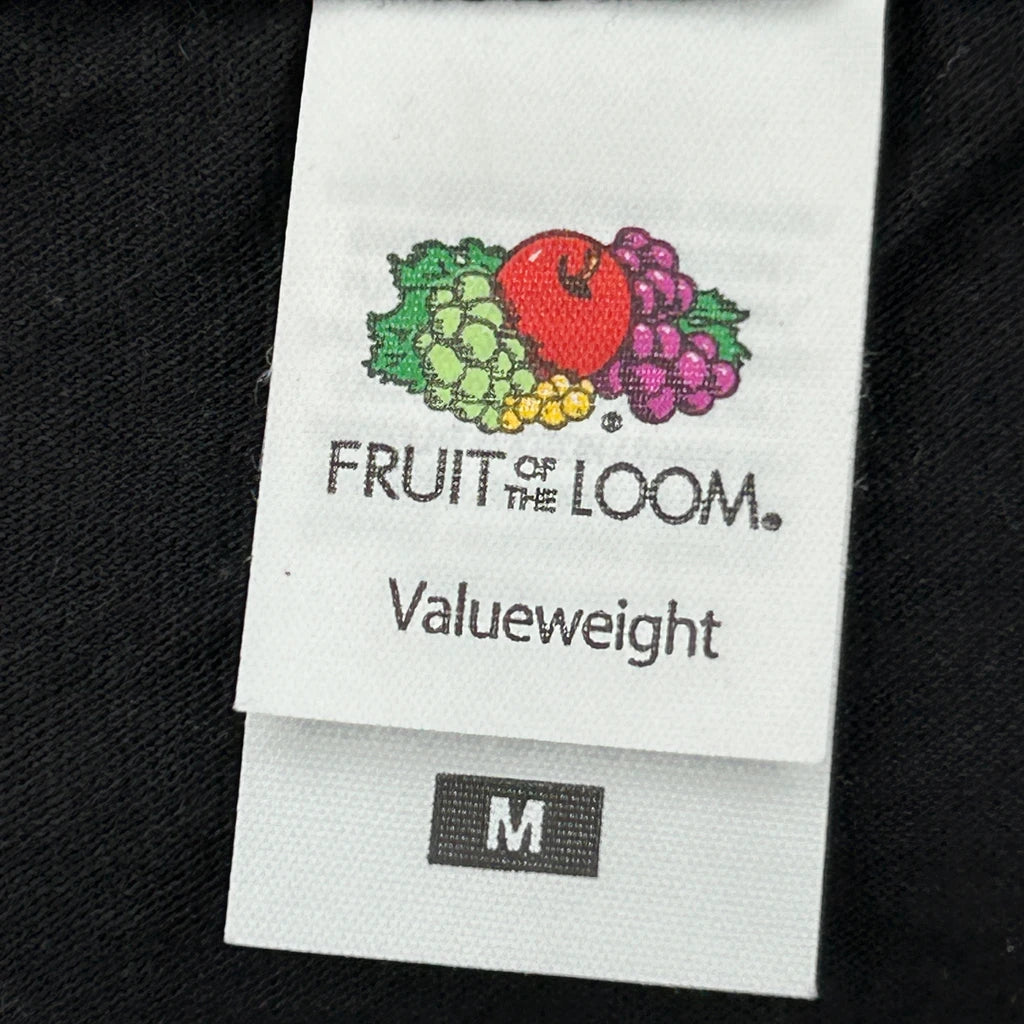 ®
FRUIT OF THE LOOM®
Valueweight
M